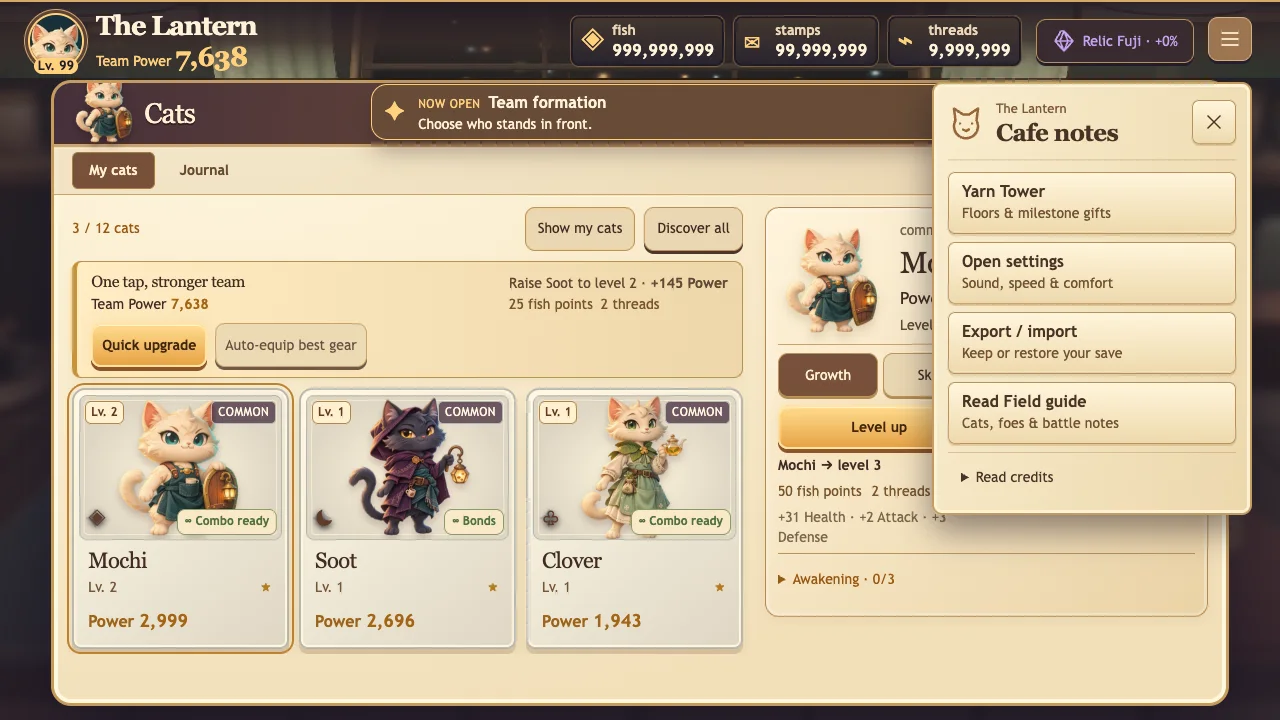 The Lantern
Lv. 99
Team Power 7,638
fish
999,999,999
stamps
99,999,999
threads
9,999,999
Relic Fuji · +0%
Cats
NOW OPEN Team formation
Choose who stands in front.
My cats
Journal
3 / 12 cats
Show my cats
Discover all
One tap, stronger team
Team Power 7,638
Raise Soot to level 2 · +145 Power
25 fish points 2 threads
Quick upgrade
Auto-equip best gear
Lv. 2
COMMON
∞ Combo ready
Mochi
Lv. 2
Power 2,999
Lv. 1
COMMON
∞ Bonds
Soot
Lv. 1
Power 2,696
Lv. 1
COMMON
∞ Combo ready
Clover
Lv. 1
Power 1,943
Level
Growth
Level up
Mochi → level 3
50 fish points 2 threads
+31 Health · +2 Attack · +3
Defense
Awakening · 0/3
The Lantern
Cafe notes
Yarn Tower
Floors & milestone gifts
Open settings
Sound, speed & comfort
Export / import
Keep or restore your save
Read Field guide
Cats, foes & battle notes
Read credits